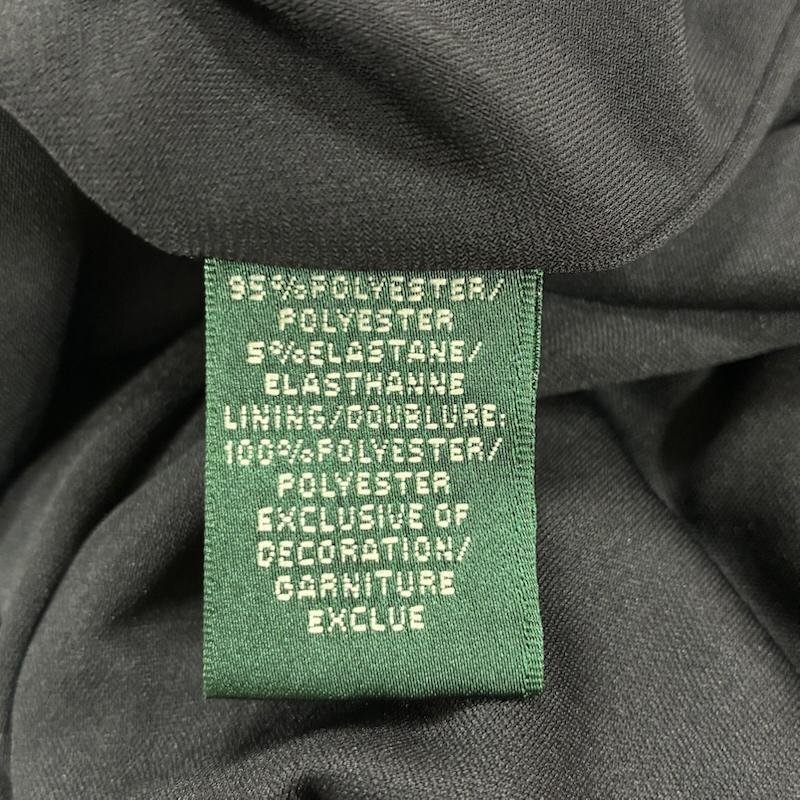 95%POLYESTER/
POLYESTER
5%ELASTANE/
ELASTHANNE
LINING/DOUBLURE:
100%POLYESTER/
POLYESTER
EXCLUSIVE OF
DECORATION/
GARNITURE
EXCLUE